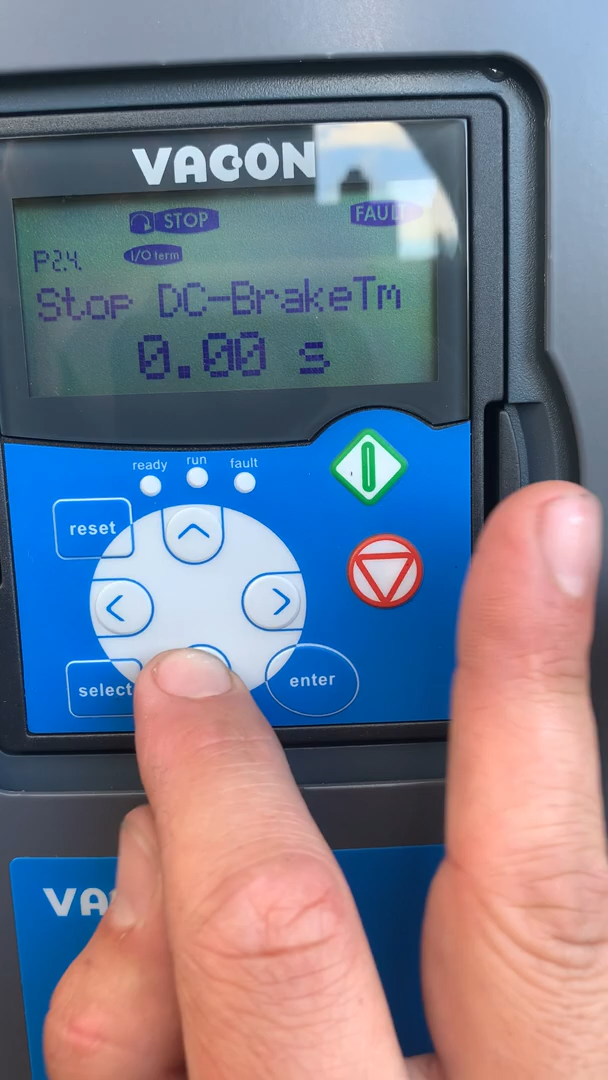 VACON
STOP FAULT
P2.4. I/O term
Stop DC-BrakeTm
0.00 s
ready run fault
reset
select enter
VA